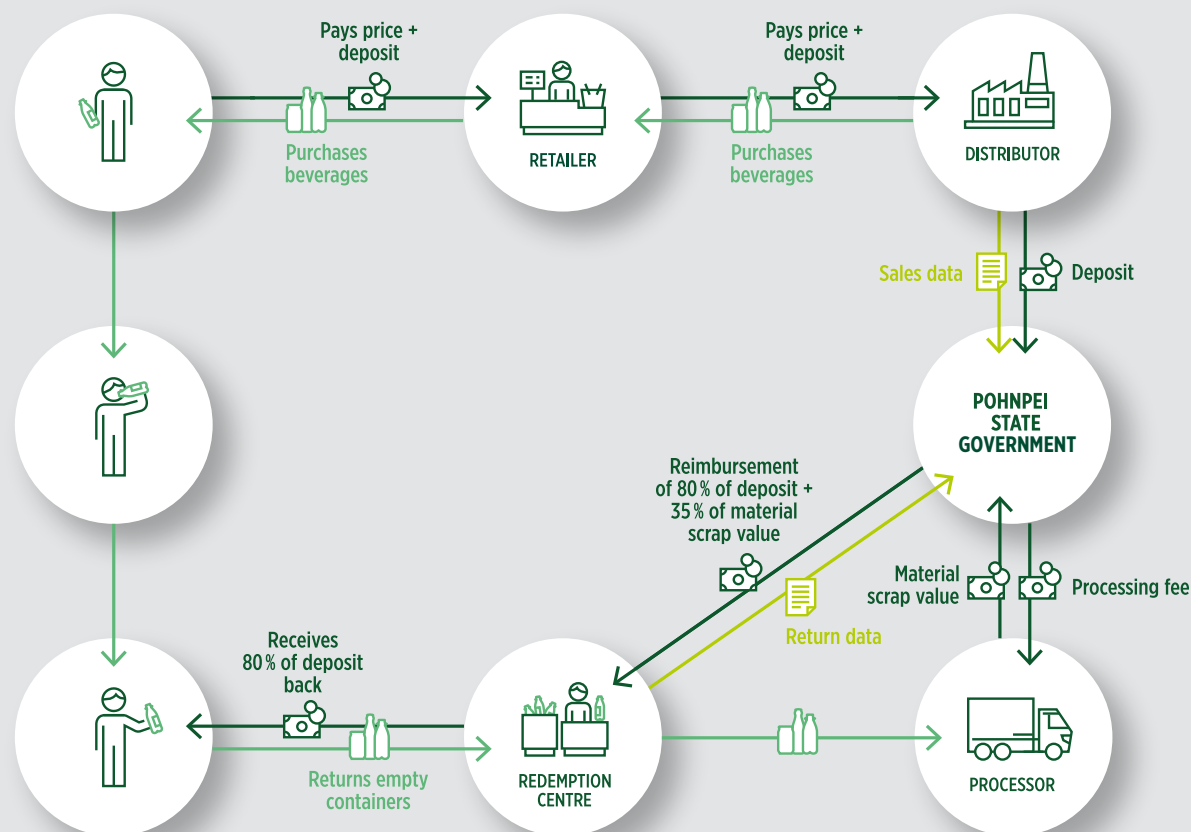 Pays price +
deposit
Pays price +
deposit
RETAILER
DISTRIBUTOR
Purchases
beverages
Purchases
beverages
Sales data
Deposit
POHNPEI
STATE
GOVERNMENT
Reimbursement
of 80% of deposit +
35% of material
scrap value
Material
scrap value
Processing fee
Return data
Receives
80% of deposit
back
Returns empty
containers
REDEMPTION
CENTRE
PROCESSOR